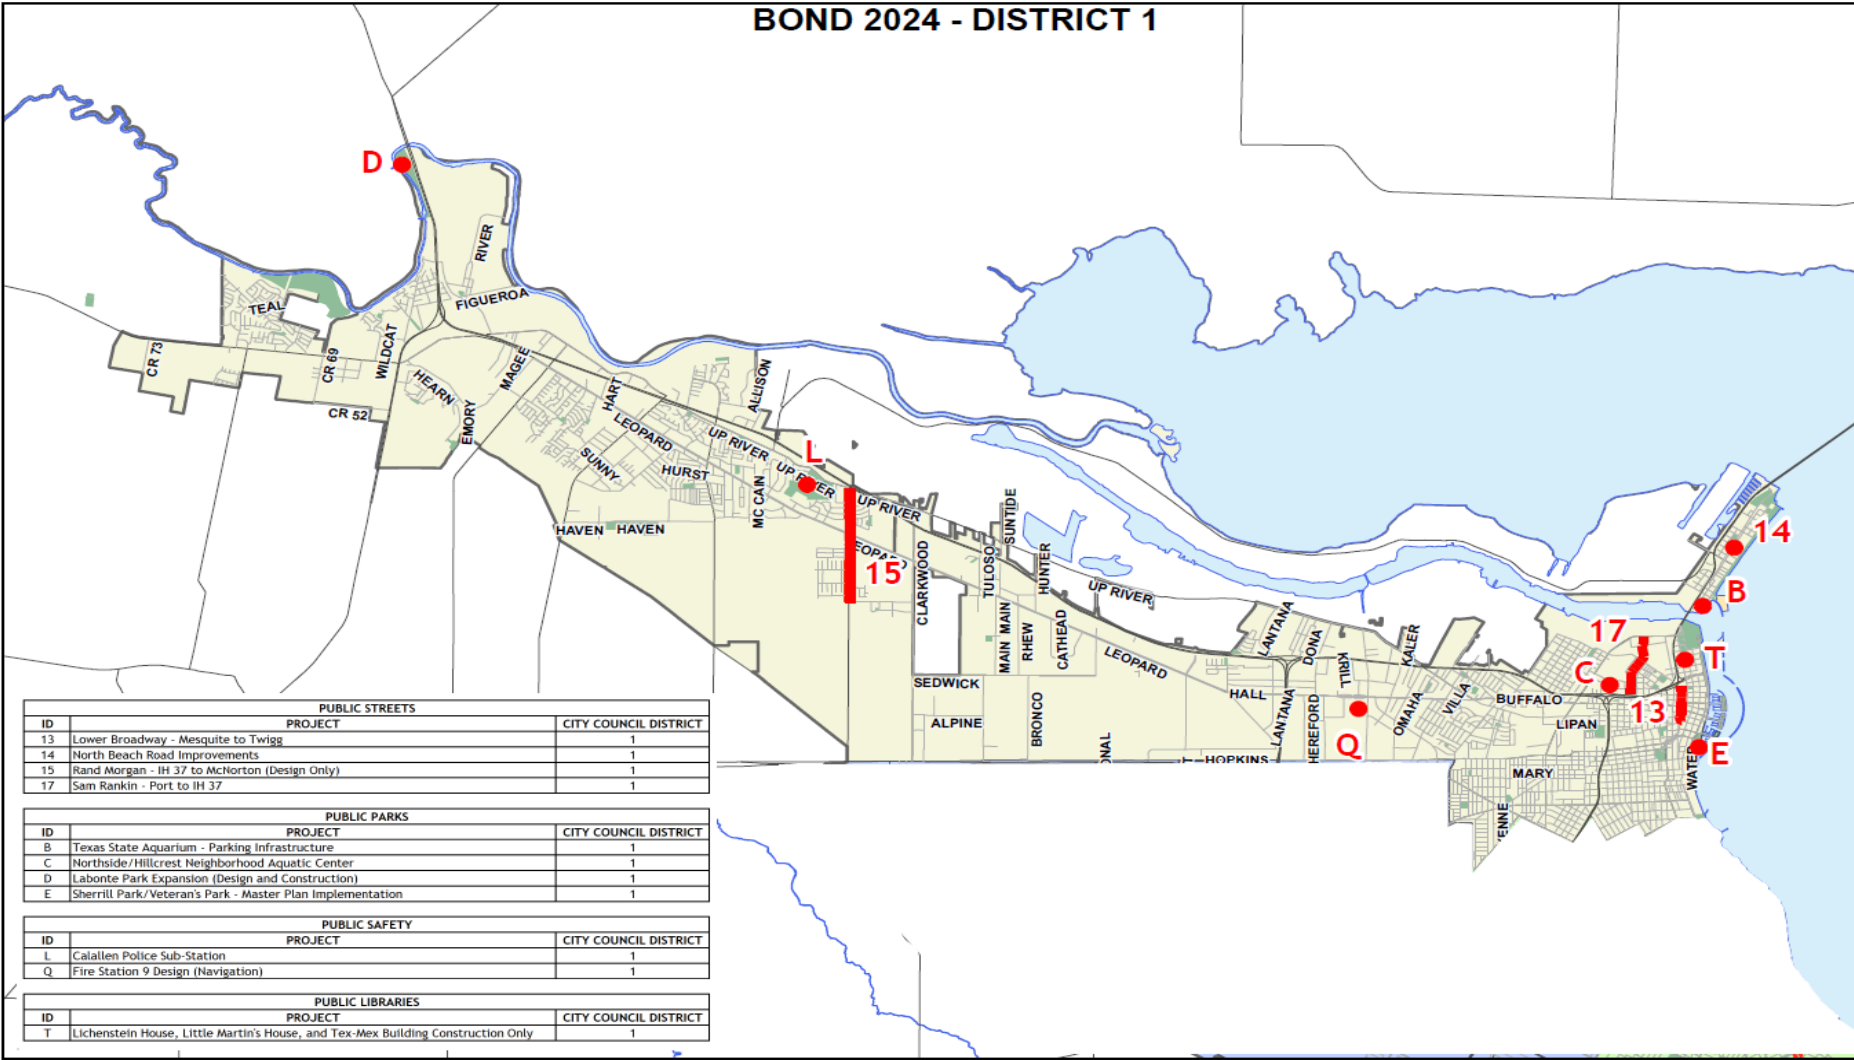 BOND 2024 - DISTRICT 1
D
RIVER
FIGUEROA
TEAL
CR 73
CR 69
WILDCAT
HEARN
MAGEE
CR 52
EMORY
HART
ALLISON
LEOPARD
UP RIVER
L
SUNNY
HURST
MC CAIN
UP RIVER
UP RIVER
SUNTIDE
HAVEN HAVEN
EOPARD
15
CLARKWOOD
TULOSO
HUNTER
UP RIVER
14
B
MAIN MAIN
RHEW
CATHEAD
LEOPARD
LANTANA
DONA
KRILL
KALER
17
C
T
SEDWICK
HALL
LANTANA
HEREFORD
OMAHA
VILLA
BUFFALO
13
ALPINE
BRONCO
ONAL
LIPAN
Q
T
HOPKINS
WATER
E
MARY
ENNE
PUBLIC STREETS
ID PROJECT CITY COUNCIL DISTRICT
13 Lower Broadway - Mesquite to Twigg 1
14 North Beach Road Improvements 1
15 Rand Morgan - IH 37 to McNorton (Design Only) 1
17 Sam Rankin - Port to IH 37 1
PUBLIC PARKS
ID PROJECT CITY COUNCIL DISTRICT
B Texas State Aquarium - Parking Infrastructure 1
C Northside/Hillcrest Neighborhood Aquatic Center 1
D Labonte Park Expansion (Design and Construction) 1
E Sherrill Park/Veteran's Park - Master Plan Implementation 1
PUBLIC SAFETY
ID PROJECT CITY COUNCIL DISTRICT
L Calallen Police Sub-Station 1
Q Fire Station 9 Design (Navigation) 1
PUBLIC LIBRARIES
ID PROJECT CITY COUNCIL DISTRICT
T Lichenstein House, Little Martin's House, and Tex-Mex Building Construction Only 1